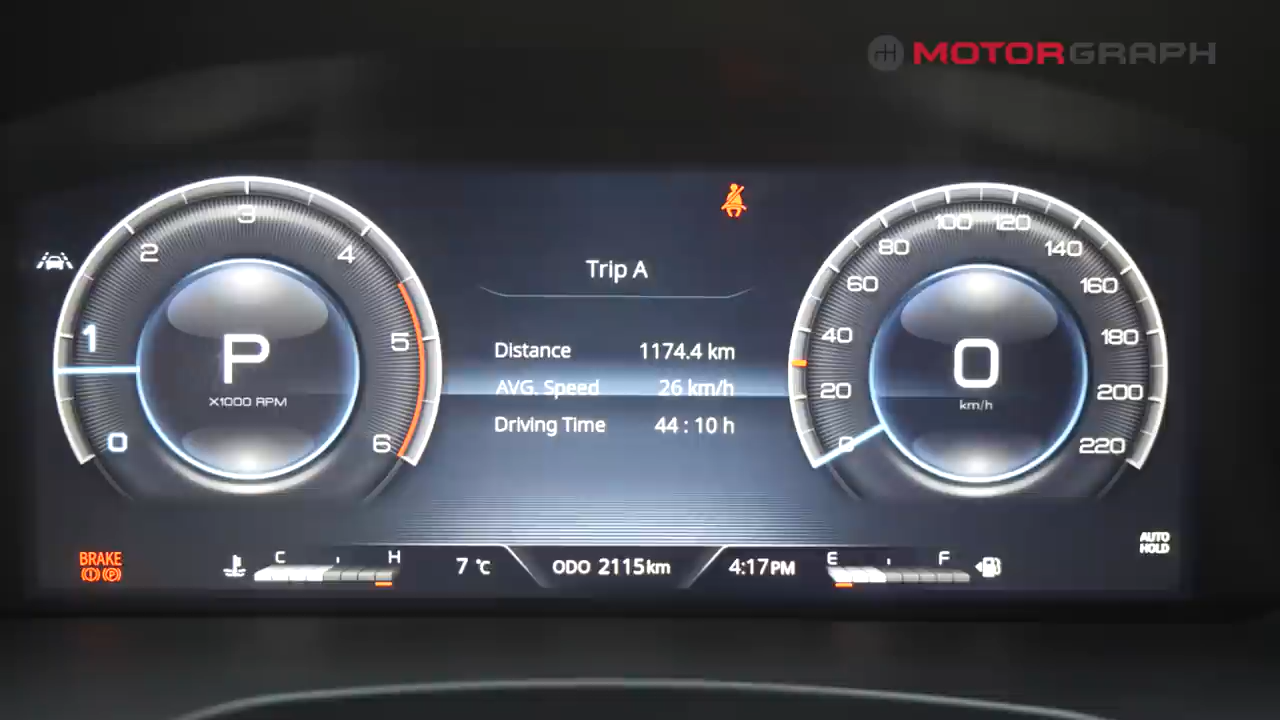 MOTORGRAPH
3
2
4
1
5
0
6
P
X1000 RPM
Trip A
Distance 1174.4 km
AVG. Speed 26 km/h
Driving Time 44 : 10 h
100 120
80 140
60 160
40 180
20 200
0 220
0
km/h
BRAKE
C H
7 ℃
ODO 2115km
4:17PM
E F
AUTO
HOLD